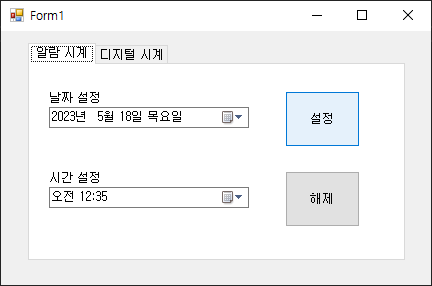 Form1
알람 시계
디지털 시계
날짜 설정
2023년 5월 18일 목요일
설정
시간 설정
오전 12:35
해제